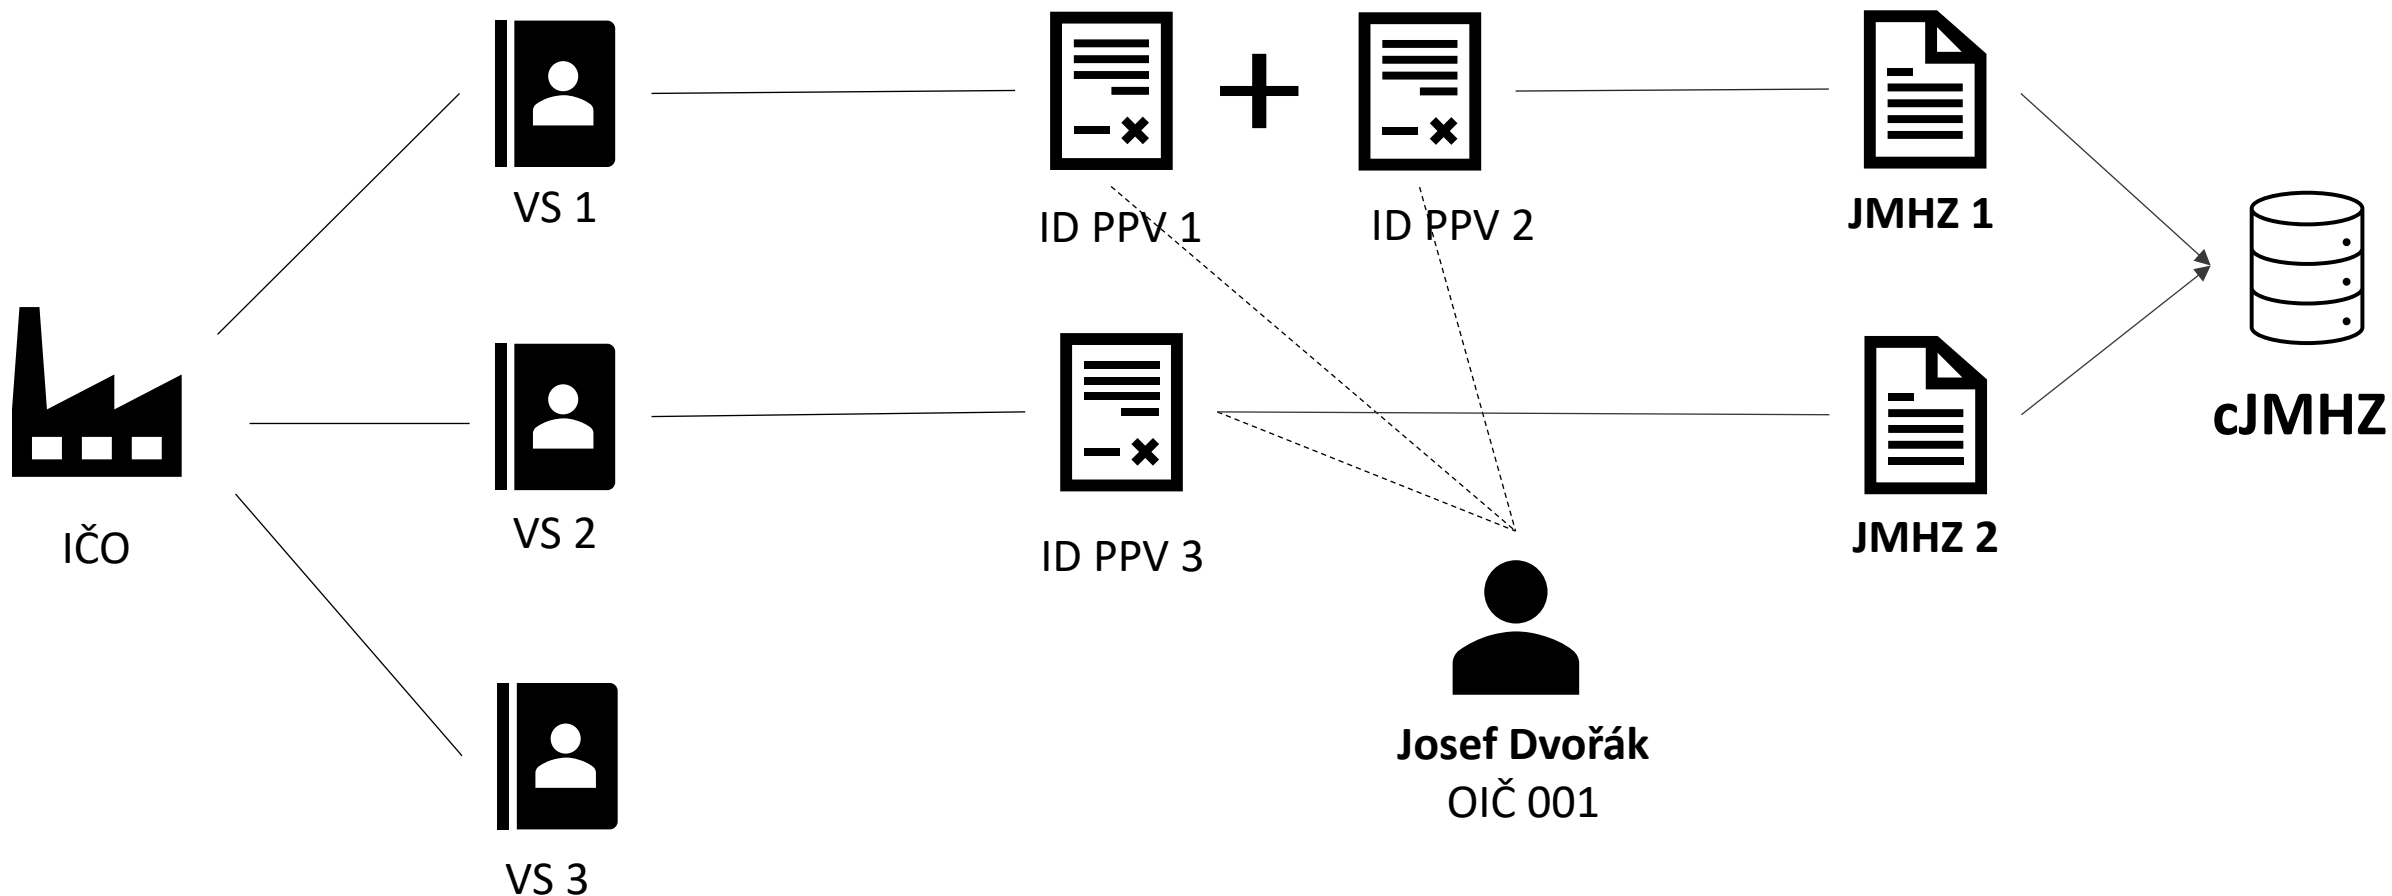 VS 1
ID PPV 1
ID PPV 2
JMHZ 1
IČO
VS 2
ID PPV 3
JMHZ 2
cJMHZ
Josef Dvořák
OIČ 001
VS 3